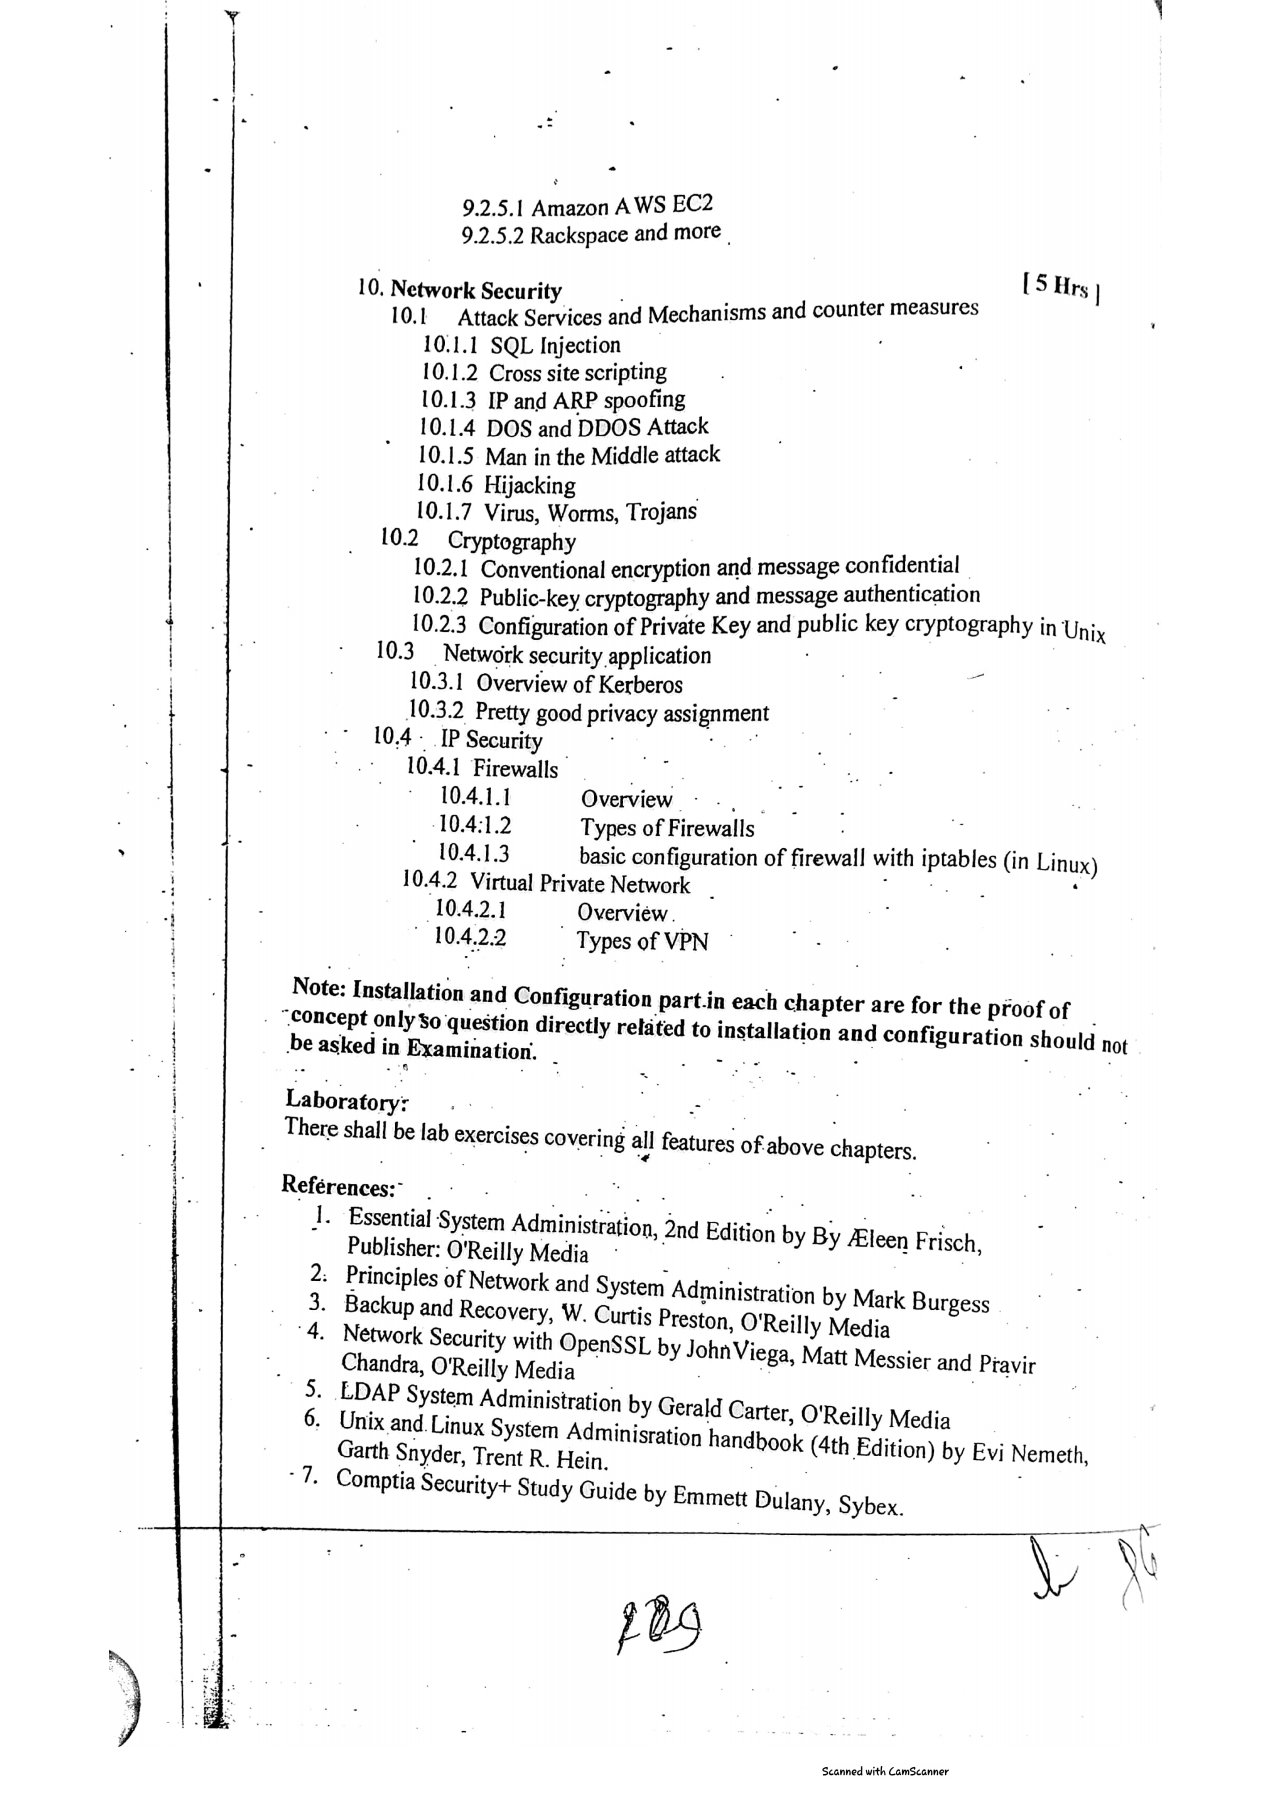 9.2.5.1 Amazon AWS EC2
9.2.5.2 Rackspace and more
10. Network Security [ 5 Hrs ]
10.1 Attack Services and Mechanisms and counter measures
10.1.1 SQL Injection
10.1.2 Cross site scripting
10.1.3 IP and ARP spoofing
10.1.4 DOS and DDOS Attack
10.1.5 Man in the Middle attack
10.1.6 Hijacking
10.1.7 Virus, Worms, Trojans
10.2 Cryptography
10.2.1 Conventional encryption and message confidential
10.2.2 Public-key cryptography and message authentication
10.2.3 Configuration of Private Key and public key cryptography in Unix
10.3 Network security application
10.3.1 Overview of Kerberos
10.3.2 Pretty good privacy assignment
10.4 IP Security
10.4.1 Firewalls
10.4.1.1 Overview
10.4.1.2 Types of Firewalls
10.4.1.3 basic configuration of firewall with iptables (in Linux)
10.4.2 Virtual Private Network
10.4.2.1 Overview
10.4.2.2 Types of VPN
Note: Installation and Configuration part in each chapter are for the proof of
concept only so question directly related to installation and configuration should not
be asked in Examination.
Laboratory:
There shall be lab exercises covering all features of above chapters.
References:
1. Essential System Administration, 2nd Edition by By Æleen Frisch,
Publisher: O'Reilly Media
2. Principles of Network and System Administration by Mark Burgess
3. Backup and Recovery, W. Curtis Preston, O'Reilly Media
4. Network Security with OpenSSL by John Viega, Matt Messier and Pravir
Chandra, O'Reilly Media
5. LDAP System Administration by Gerald Carter, O'Reilly Media
6. Unix and Linux System Adminisration handbook (4th Edition) by Evi Nemeth,
Garth Snyder, Trent R. Hein.
7. Comptia Security+ Study Guide by Emmett Dulany, Sybex.
Scanned with CamScanner